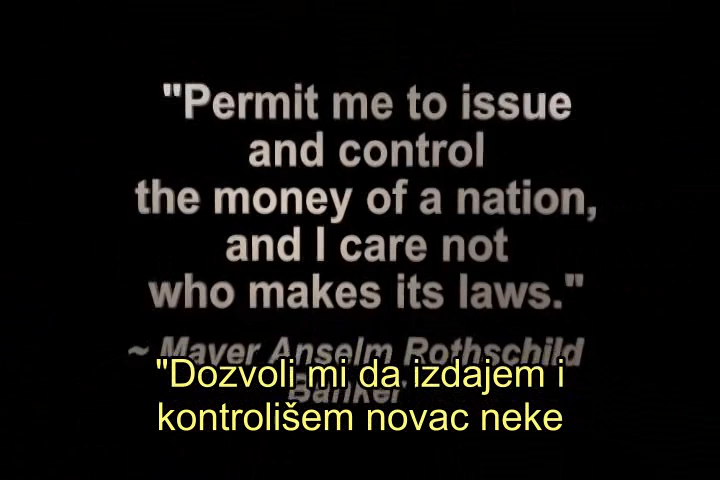 "Permit me to issue
and control
the money of a nation,
and I care not
who makes its laws."
~ Mayer Anselm Rothschild
Banker
"Dozvoli mi da izdajem i
kontrolišem novac neke